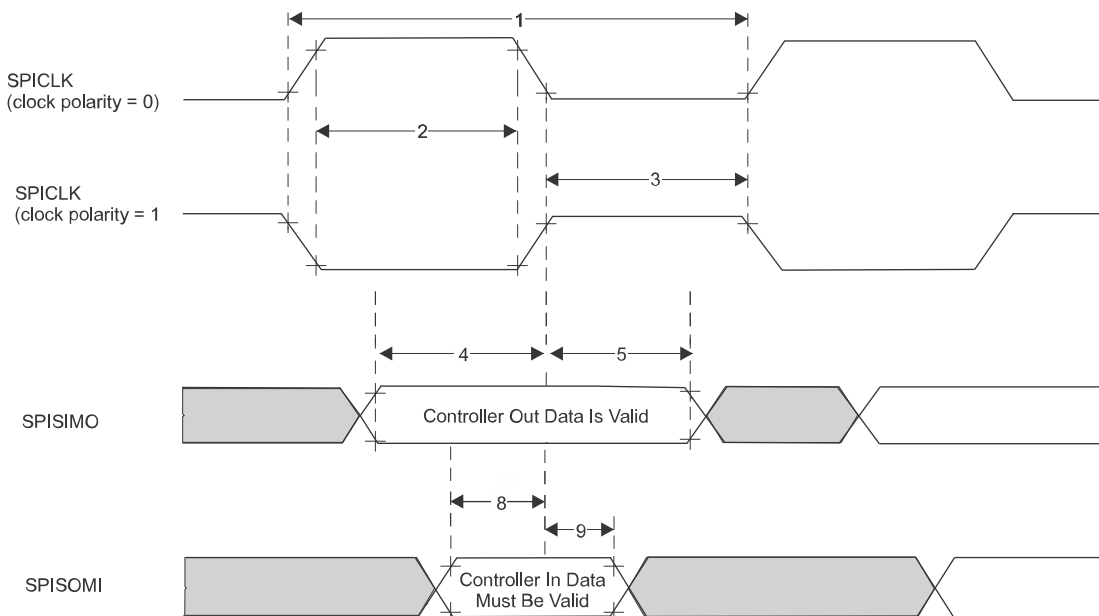 1
SPICLK
(clock polarity = 0)
2
3
SPICLK
(clock polarity = 1
4
5
SPISIMO
Controller Out Data Is Valid
8
9
SPISOMI
Controller In Data
Must Be Valid